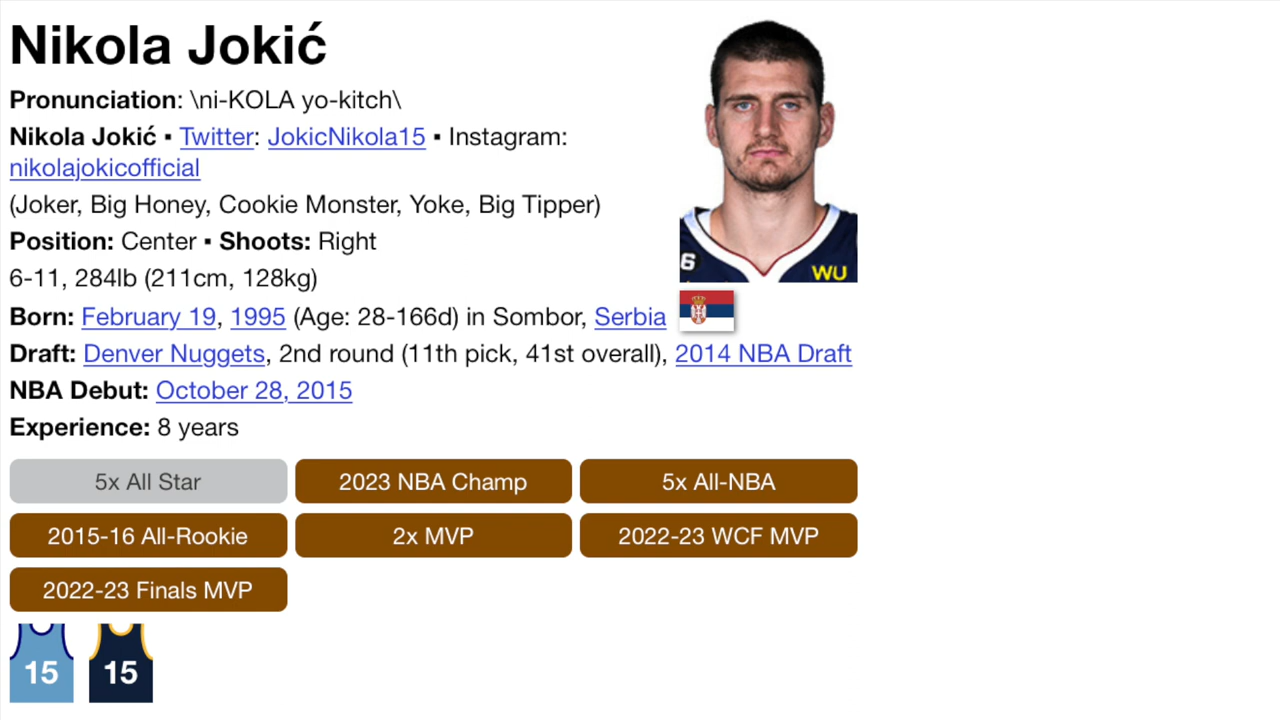 Nikola Jokić
Pronunciation: \ni-KOLA yo-kitch\
Nikola Jokić ▪ Twitter: JokicNikola15 ▪ Instagram:
nikolajokicofficial
(Joker, Big Honey, Cookie Monster, Yoke, Big Tipper)
Position: Center ▪ Shoots: Right
6-11, 284lb (211cm, 128kg)
6
WU
Born: February 19, 1995 (Age: 28-166d) in Sombor, Serbia
Draft: Denver Nuggets, 2nd round (11th pick, 41st overall), 2014 NBA Draft
NBA Debut: October 28, 2015
Experience: 8 years
5x All Star
2023 NBA Champ
5x All-NBA
2015-16 All-Rookie
2x MVP
2022-23 WCF MVP
2022-23 Finals MVP
15
15